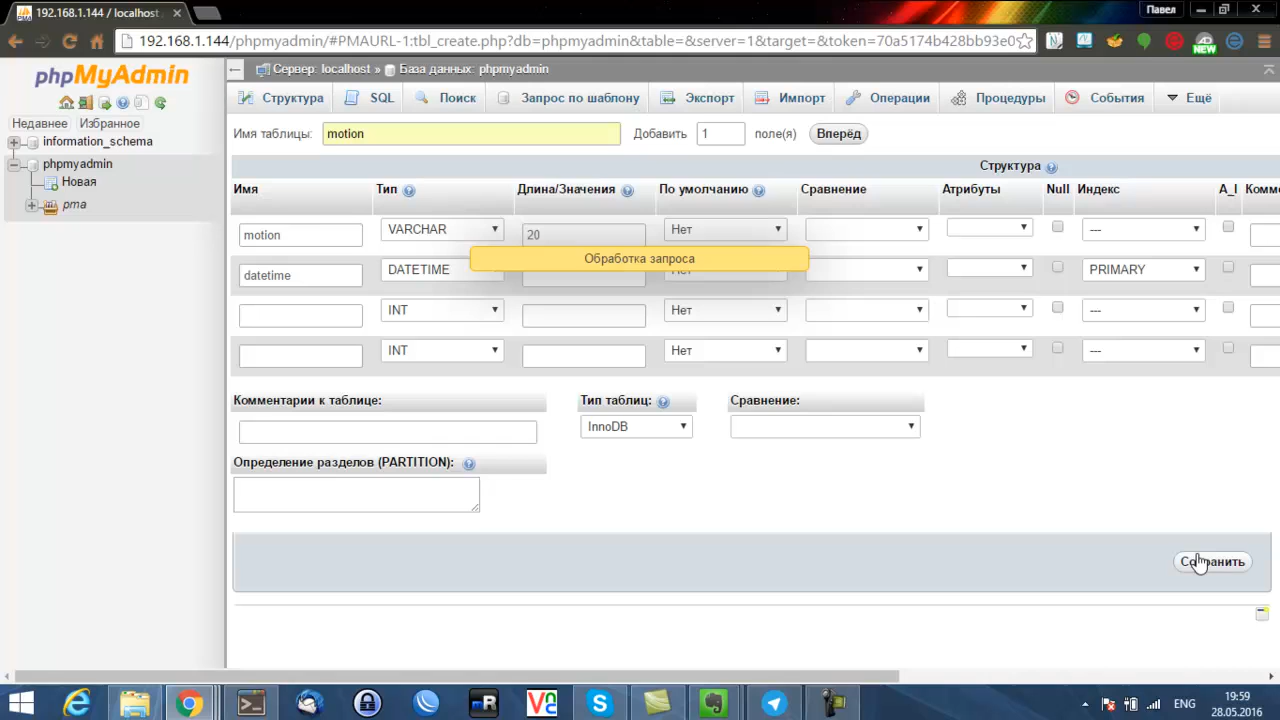 192.168.1.144 / localhost
Павел
192.168.1.144/phpmyadmin/#PMAURL-1:tbl_create.php?db=phpmyadmin&table=&server=1&target=&token=70a5174b428bb93e0
NEW
phpMyAdmin
Недавнее Избранное
information_schema
phpmyadmin
Новая
pma
Сервер: localhost » База данных: phpmyadmin
Структура SQL Поиск Запрос по шаблону Экспорт Импорт Операции Процедуры События Ещё
Имя таблицы: motion Добавить 1 поле(я) Вперёд
Структура
Имя Тип Длина/Значения По умолчанию Сравнение Атрибуты Null Индекс A_I Комме
motion VARCHAR 20 Нет ---
Обработка запроса
datetime DATETIME Нет PRIMARY
INT Нет ---
INT Нет ---
Комментарии к таблице: Тип таблиц: Сравнение:
InnoDB
Определение разделов (PARTITION):
Сохранить
ENG
19:59
28.05.2016